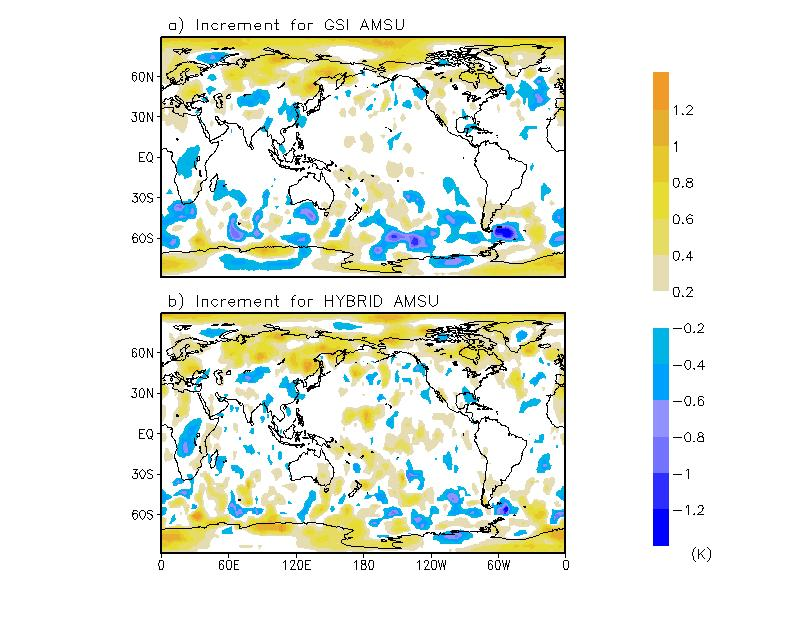 a) Increment for GSI AMSU
60N
30N
EQ
30S
60S
b) Increment for HYBRID AMSU
60N
30N
EQ
30S
60S
0 60E 120E 180 120W 60W 0
1.2
1
0.8
0.6
0.4
0.2
−0.2
−0.4
−0.6
−0.8
−1
−1.2
(K)